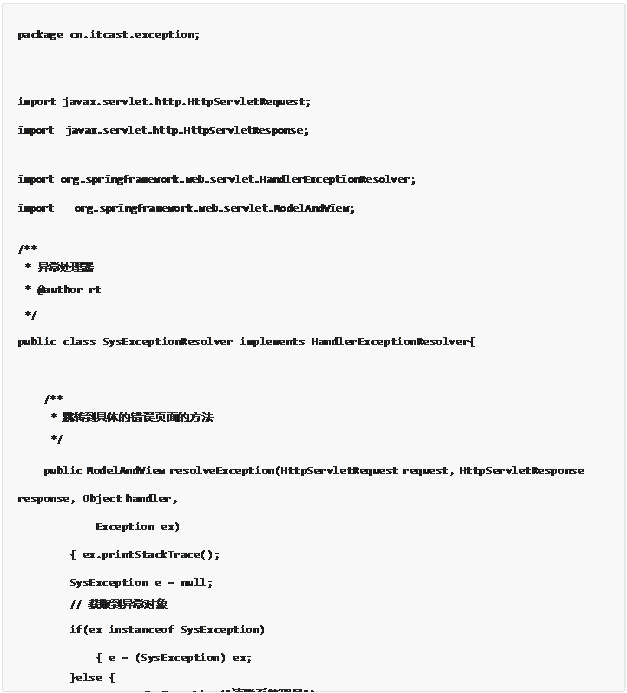 package cn.itcast.exception;
import javax.servlet.http.HttpServletRequest;
import javax.servlet.http.HttpServletResponse;
import org.springframework.web.servlet.HandlerExceptionResolver;
import org.springframework.web.servlet.ModelAndView;
/**
* 异常处理器
* @author rt
*/
public class SysExceptionResolver implements HandlerExceptionResolver{
/**
* 跳转到具体的错误页面的方法
*/
public ModelAndView resolveException(HttpServletRequest request, HttpServletResponse
response, Object handler,
Exception ex)
{ ex.printStackTrace();
SysException e = null;
// 获取到异常对象
if(ex instanceof SysException)
{ e = (SysException) ex;
}else {